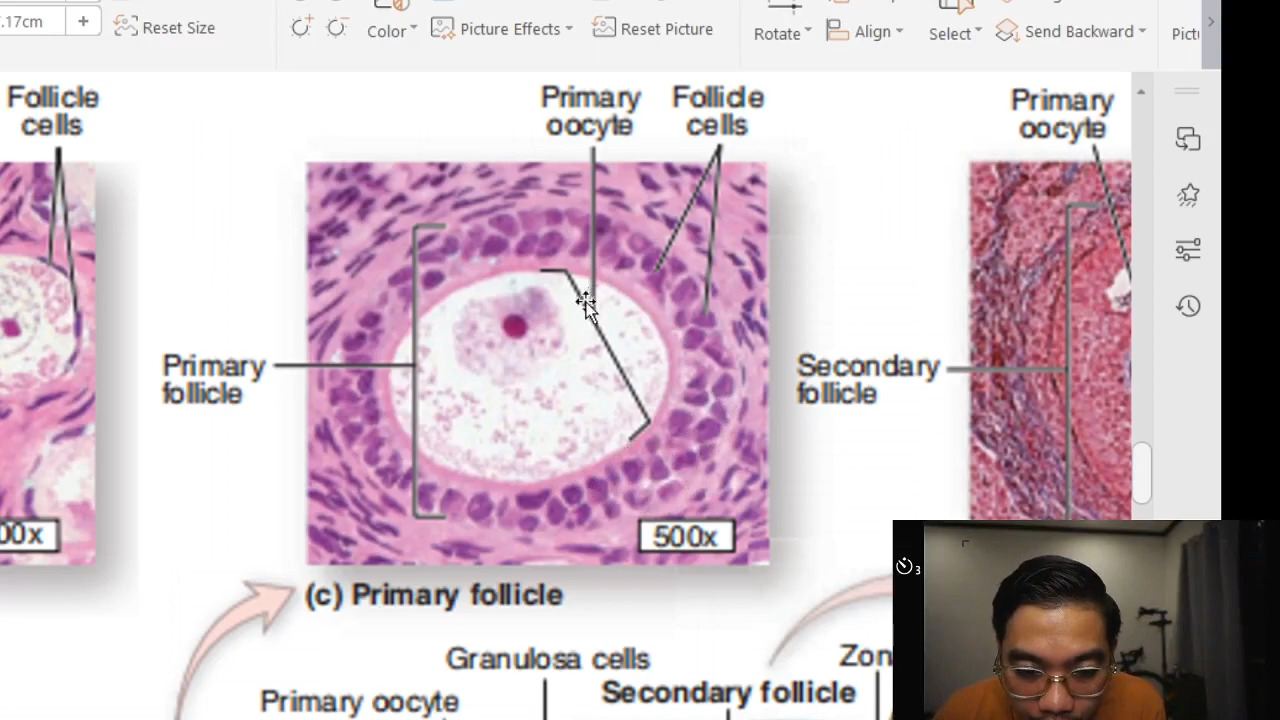 .17cm +
Reset Size
Color
Picture Effects
Reset Picture
Rotate
Align
Select
Send Backward
Follicle
cells
Primary
oocyte
Follicle
cells
Primary
oocyte
Primary
follicle
Secondary
follicle
00x
500x
(c) Primary follicle
Granulosa cells
Primary oocyte
Secondary follicle
3